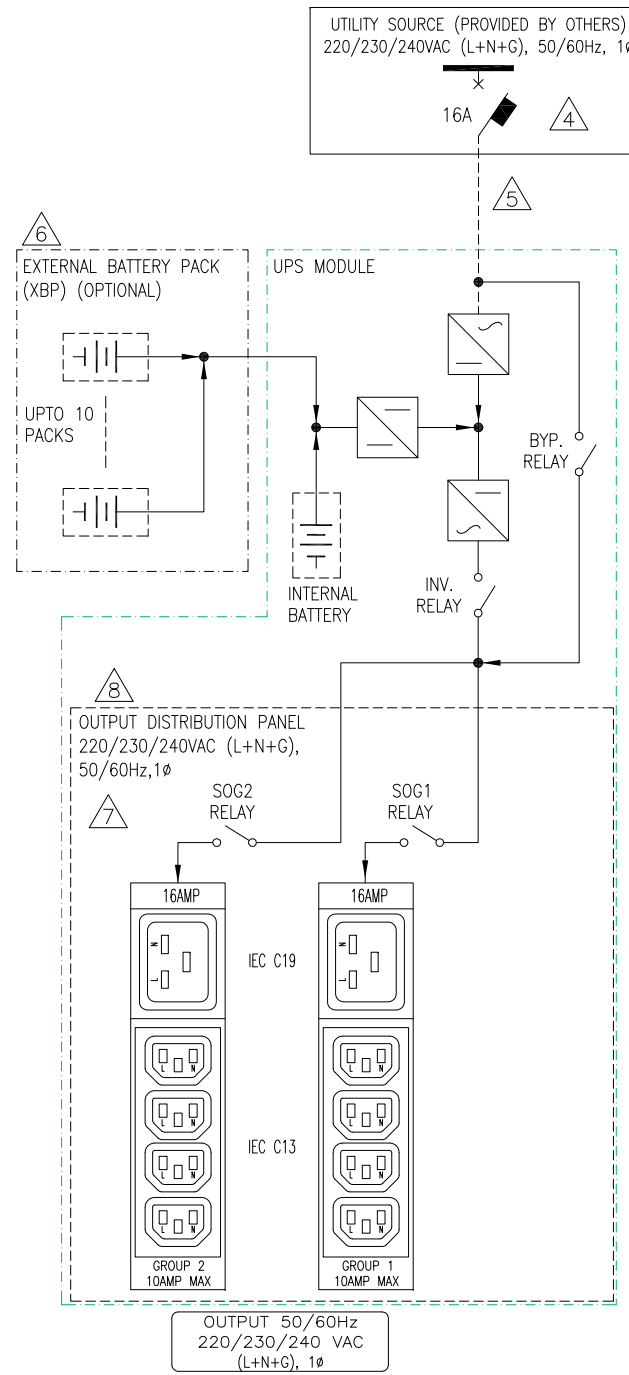 UTILITY SOURCE (PROVIDED BY OTHERS)
220/230/240VAC (L+N+G), 50/60Hz, 1ø
16A
4
5
6
EXTERNAL BATTERY PACK
(XBP) (OPTIONAL)
UPS MODULE
UPTO 10
PACKS
BYP.
RELAY
INTERNAL
BATTERY
INV.
RELAY
8
OUTPUT DISTRIBUTION PANEL
220/230/240VAC (L+N+G),
50/60Hz,1ø
7
SOG2
RELAY
SOG1
RELAY
16AMP
16AMP
N
L
IEC C19
N
L
L N
L N
L N
L N
IEC C13
L N
L N
L N
L N
GROUP 2
10AMP MAX
GROUP 1
10AMP MAX
OUTPUT 50/60Hz
220/230/240 VAC
(L+N+G), 1ø